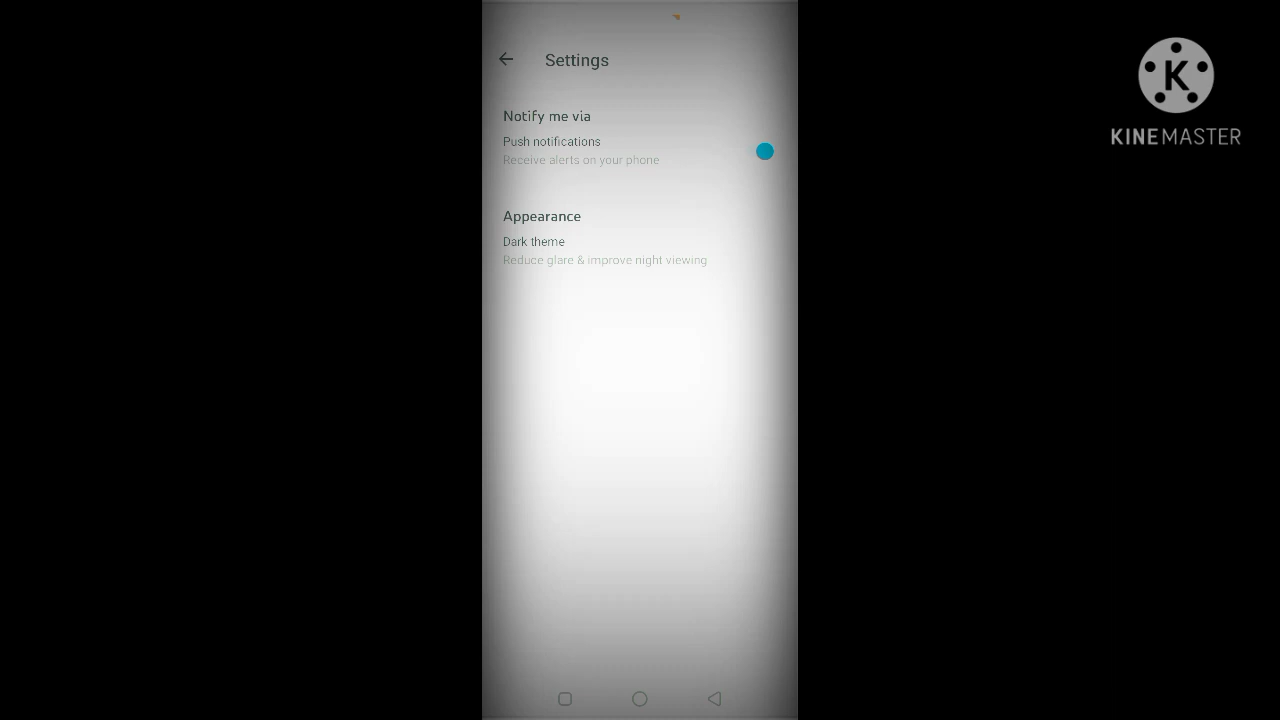 Settings
Notify me via
Push notifications
Receive alerts on your phone
Appearance
Dark theme
Reduce glare & improve night viewing
K
KINEMASTER